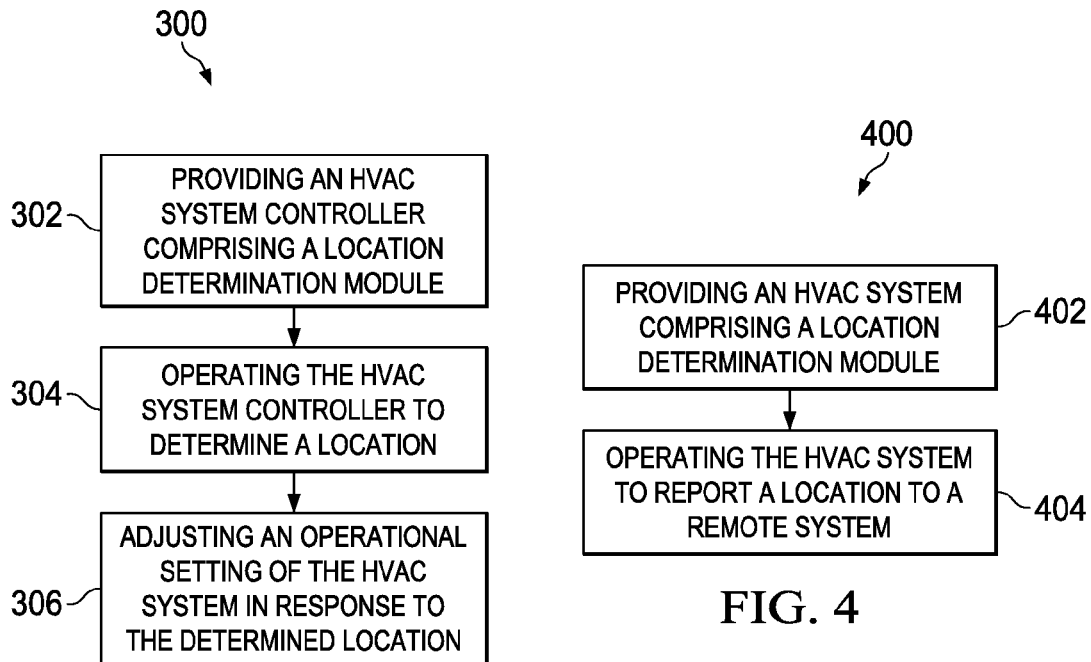 300
302
PROVIDING AN HVAC
SYSTEM CONTROLLER
COMPRISING A LOCATION
DETERMINATION MODULE
304
OPERATING THE HVAC
SYSTEM CONTROLLER TO
DETERMINE A LOCATION
306
ADJUSTING AN OPERATIONAL
SETTING OF THE HVAC
SYSTEM IN RESPONSE TO
THE DETERMINED LOCATION
400
PROVIDING AN HVAC SYSTEM
COMPRISING A LOCATION
DETERMINATION MODULE
402
OPERATING THE HVAC SYSTEM
TO REPORT A LOCATION TO A
REMOTE SYSTEM
404
FIG. 4